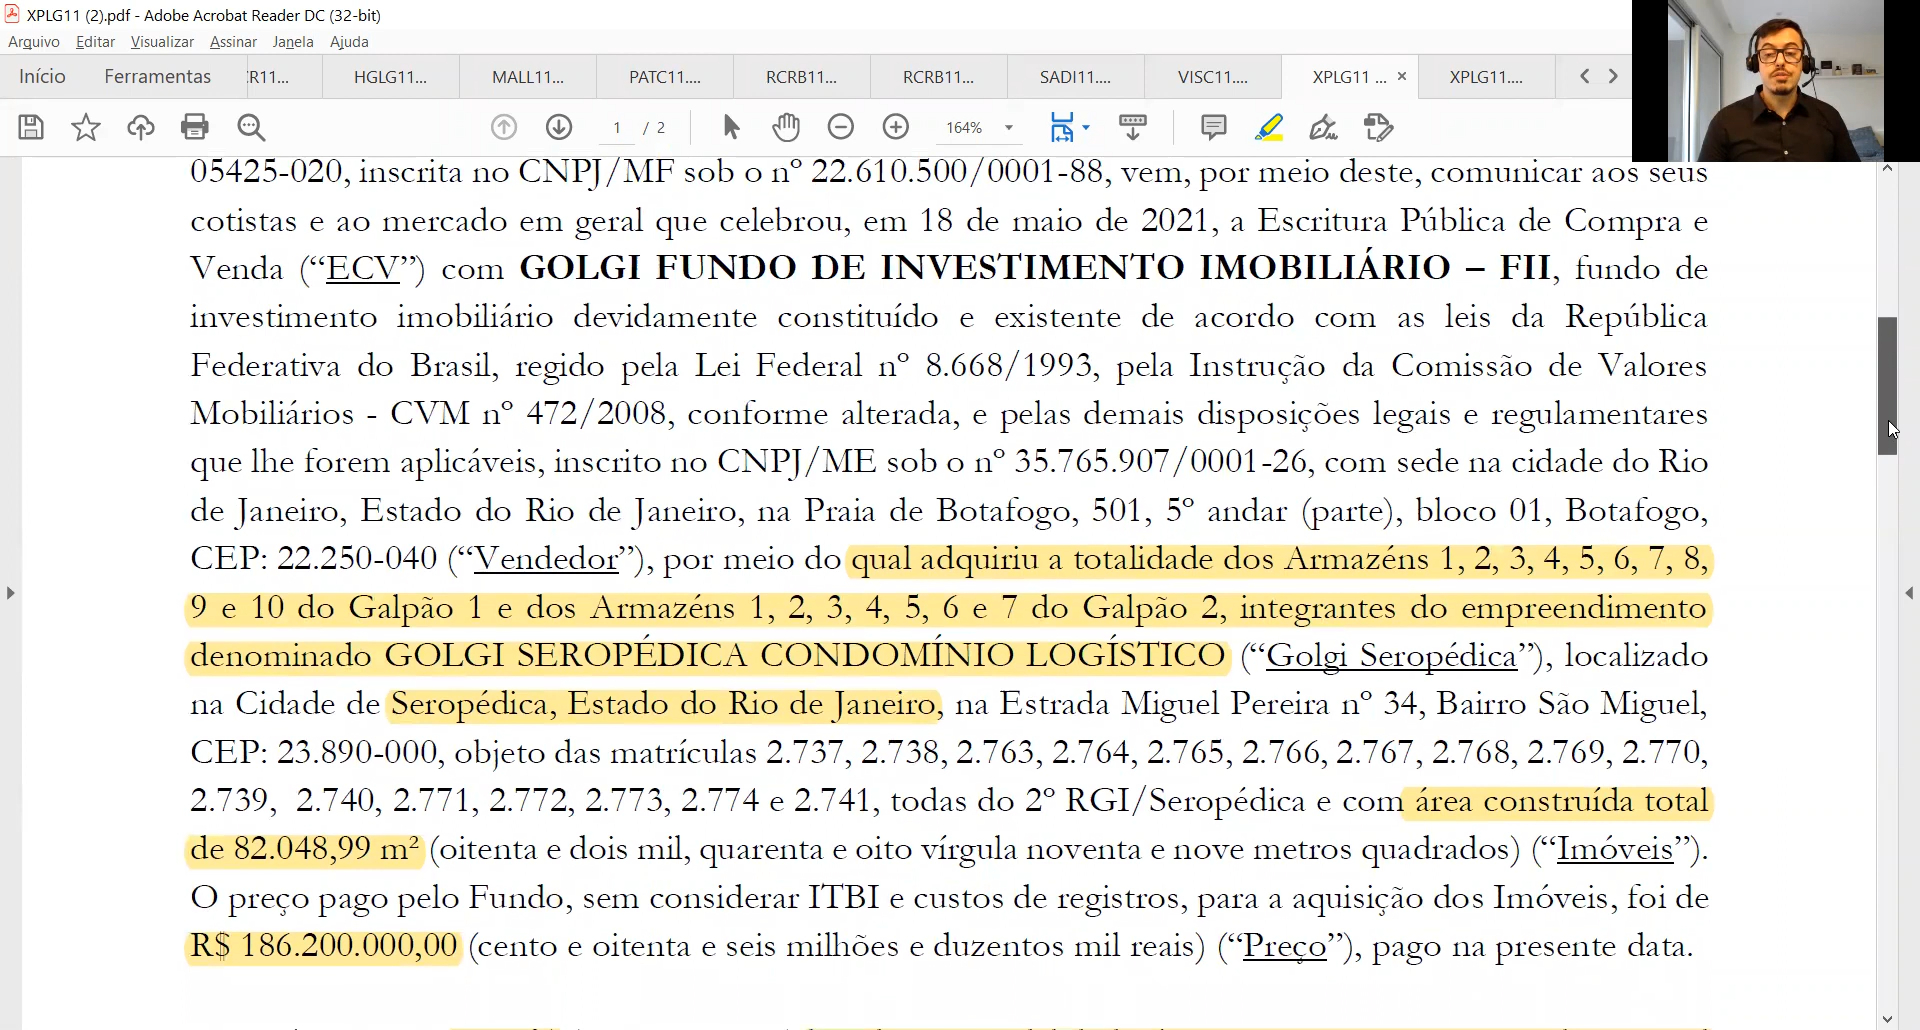 XPLG11 (2).pdf - Adobe Acrobat Reader DC (32-bit)
Arquivo Editar Visualizar Assinar Janela Ajuda
Início Ferramentas R11... HGLG11... MALL11... PATC11.... RCRB11... RCRB11... SADI11.... VISC11.... XPLG11 ... × XPLG11....
1 / 2 164%
05425-020, inscrita no CNPJ/MF sob o nº 22.610.500/0001-88, vem, por meio deste, comunicar aos seus
cotistas e ao mercado em geral que celebrou, em 18 de maio de 2021, a Escritura Pública de Compra e
Venda (“ECV”) com GOLGI FUNDO DE INVESTIMENTO IMOBILIÁRIO – FII, fundo de
investimento imobiliário devidamente constituído e existente de acordo com as leis da República
Federativa do Brasil, regido pela Lei Federal nº 8.668/1993, pela Instrução da Comissão de Valores
Mobiliários - CVM nº 472/2008, conforme alterada, e pelas demais disposições legais e regulamentares
que lhe forem aplicáveis, inscrito no CNPJ/ME sob o nº 35.765.907/0001-26, com sede na cidade do Rio
de Janeiro, Estado do Rio de Janeiro, na Praia de Botafogo, 501, 5º andar (parte), bloco 01, Botafogo,
CEP: 22.250-040 (“Vendedor”), por meio do qual adquiriu a totalidade dos Armazéns 1, 2, 3, 4, 5, 6, 7, 8,
9 e 10 do Galpão 1 e dos Armazéns 1, 2, 3, 4, 5, 6 e 7 do Galpão 2, integrantes do empreendimento
denominado GOLGI SEROPÉDICA CONDOMÍNIO LOGÍSTICO (“Golgi Seropédica”), localizado
na Cidade de Seropédica, Estado do Rio de Janeiro, na Estrada Miguel Pereira nº 34, Bairro São Miguel,
CEP: 23.890-000, objeto das matrículas 2.737, 2.738, 2.763, 2.764, 2.765, 2.766, 2.767, 2.768, 2.769, 2.770,
2.739, 2.740, 2.771, 2.772, 2.773, 2.774 e 2.741, todas do 2º RGI/Seropédica e com área construída total
de 82.048,99 m² (oitenta e dois mil, quarenta e oito vírgula noventa e nove metros quadrados) (“Imóveis”).
O preço pago pelo Fundo, sem considerar ITBI e custos de registros, para a aquisição dos Imóveis, foi de
R$ 186.200.000,00 (cento e oitenta e seis milhões e duzentos mil reais) (“Preço”), pago na presente data.